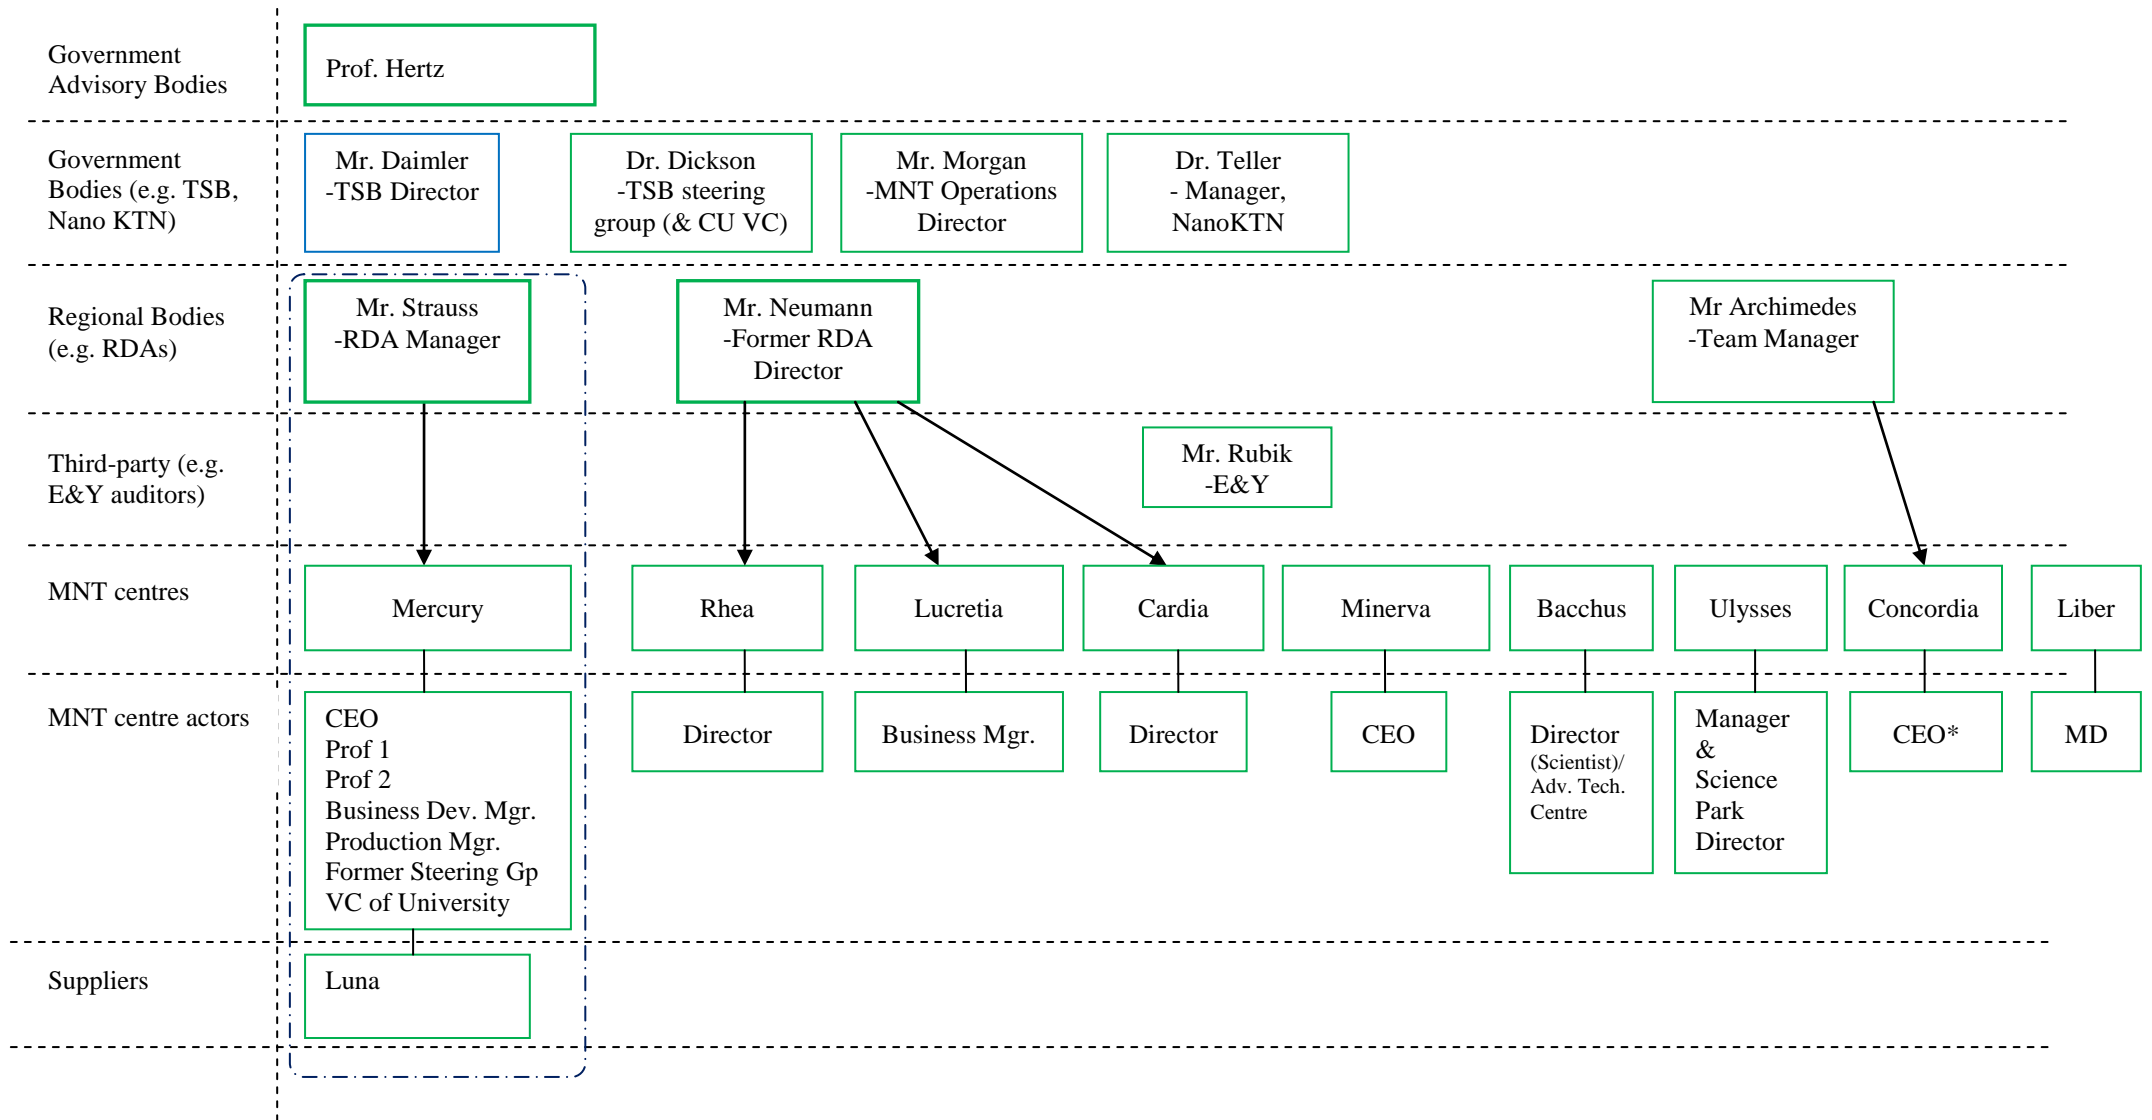 Government
Advisory Bodies
Prof. Hertz
Government
Bodies (e.g. TSB,
Nano KTN)
Mr. Daimler
-TSB Director
Dr. Dickson
-TSB steering
group (& CU VC)
Mr. Morgan
-MNT Operations
Director
Dr. Teller
- Manager,
NanoKTN
Regional Bodies
(e.g. RDAs)
Mr. Strauss
-RDA Manager
Mr. Neumann
-Former RDA
Director
Mr Archimedes
-Team Manager
Third-party (e.g.
E&Y auditors)
Mr. Rubik
-E&Y
MNT centres
Mercury
Rhea
Lucretia
Cardia
Minerva
Bacchus
Ulysses
Concordia
Liber
MNT centre actors
CEO
Prof 1
Prof 2
Business Dev. Mgr.
Production Mgr.
Former Steering Gp
VC of University
Director
Business Mgr.
Director
CEO
Director
(Scientist)/
Adv. Tech.
Centre
Manager
&
Science
Park
Director
CEO*
MD
Suppliers
Luna